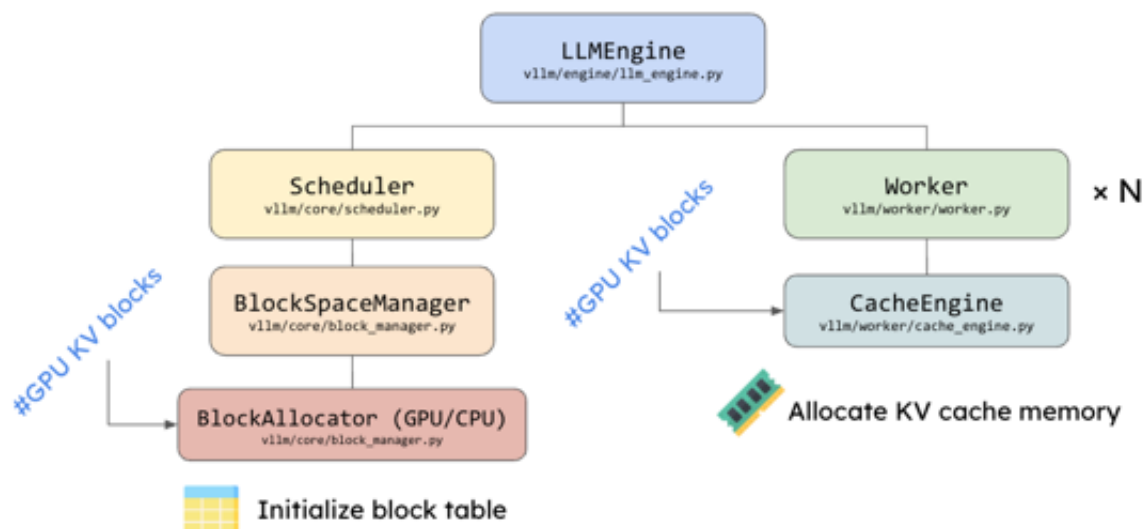 LLMEngine
vllm/engine/llm_engine.py
Scheduler
vllm/core/scheduler.py
Worker
vllm/worker/worker.py
× N
#GPU KV blocks
BlockSpaceManager
vllm/core/block_manager.py
#GPU KV blocks
CacheEngine
vllm/worker/cache_engine.py
BlockAllocator (GPU/CPU)
vllm/core/block_manager.py
Allocate KV cache memory
Initialize block table